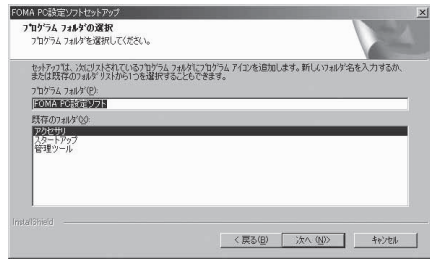 FOMA PC設定ソフトセットアップ
プログラム フォルダの選択
プログラム フォルダを選択してください。
セットアップは、次にリストされているプログラム フォルダにプログラム アイコンを追加します。新しいフォルダ名を入力するか、
または既存のフォルダ リストから1つを選択することもできます。
プログラム フォルダ(P):
FOMA PC設定ソフト
既存のフォルダ(X):
アクセサリ
スタートアップ
管理ツール
InstallShield
< 戻る(B)
次へ (N)>
キャンセル